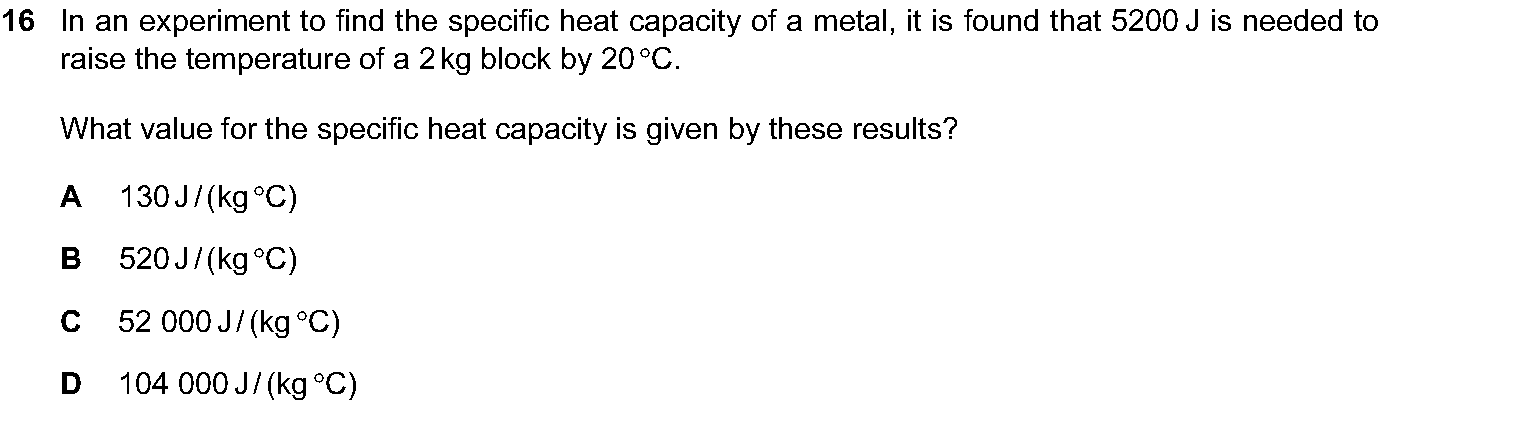 16 In an experiment to find the specific heat capacity of a metal, it is found that 5200 J is needed to
raise the temperature of a 2 kg block by 20 °C.
What value for the specific heat capacity is given by these results?
A 130 J / (kg °C)
B 520 J / (kg °C)
C 52 000 J / (kg °C)
D 104 000 J / (kg °C)